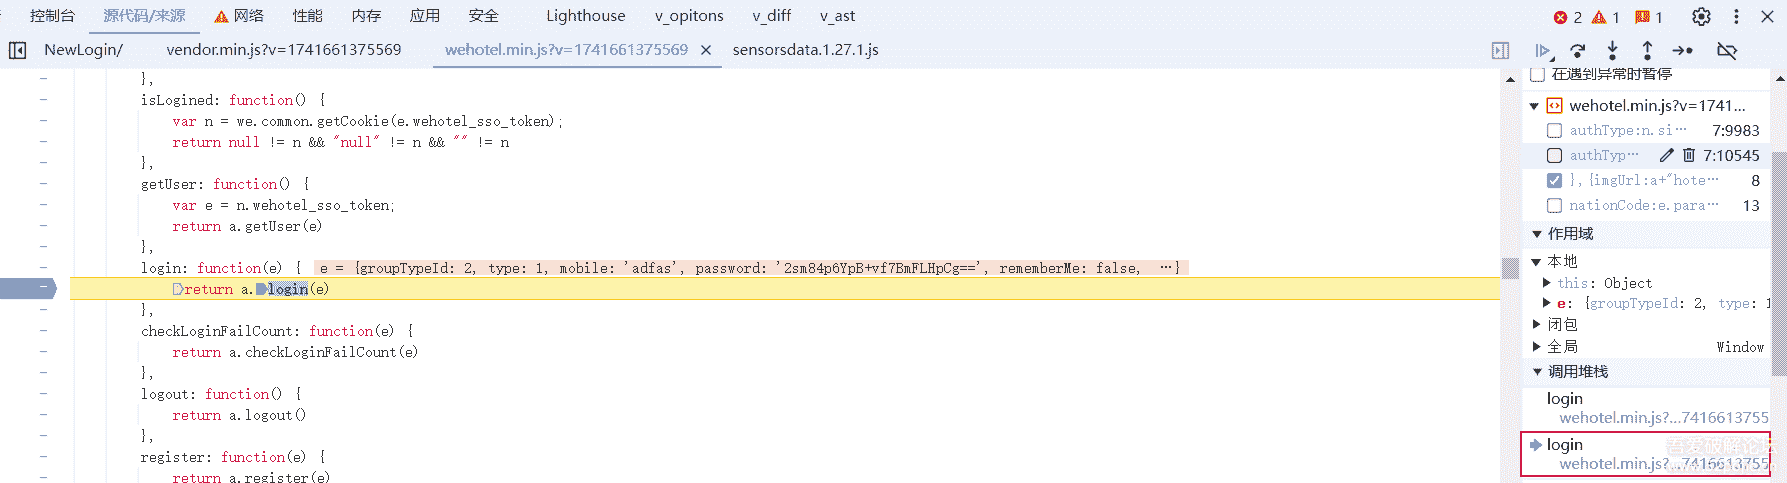 控制台 源代码/来源 网络 性能 内存 应用 安全 Lighthouse v_opitons v_diff v_ast 2 1 1
NewLogin/ vendor.min.js?v=1741661375569 wehotel.min.js?v=1741661375569 sensorsdata.1.27.1.js
},
isLogined: function() {
var n = we.common.getCookie(e.wehotel_sso_token);
return null != n && "null" != n && "" != n
},
getUser: function() {
var e = n.wehotel_sso_token;
return a.getUser(e)
},
login: function(e) { e = {groupTypeId: 2, type: 1, mobile: 'adfas', password: '2sm84p6YpB+vf7BmFLHpCg==', rememberMe: false, …}
return a.login(e)
},
checkLoginFailCount: function(e) {
return a.checkLoginFailCount(e)
},
logout: function() {
return a.logout()
},
register: function(e) {
return a.register(e)
在遇到异常时暂停
wehotel.min.js?v=1741…
authType:n.si… 7:9983
authTyp… 7:10545
},{imgUrl:a+"hote… 8
nationCode:e.para… 13
作用域
本地
this: Object
e: {groupTypeId: 2, type: 1
闭包
全局 Window
调用堆栈
login
wehotel.min.js?…7416613755
login
wehotel.min.js?…7416613755
吾爱破解论坛